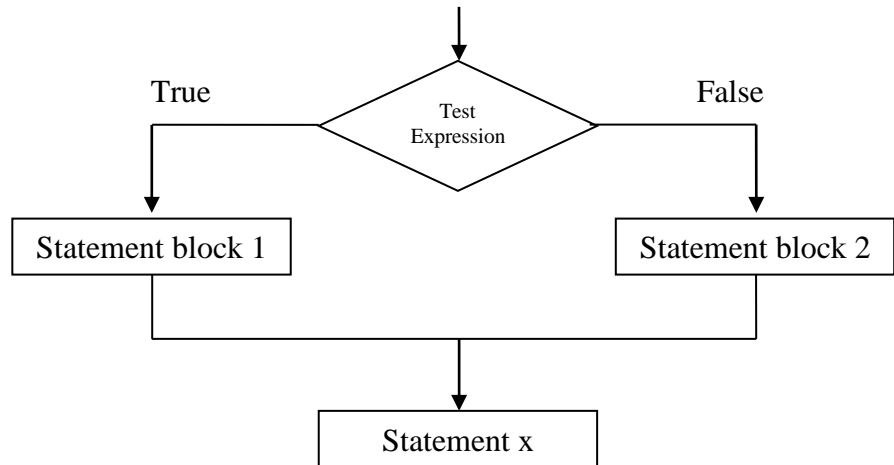 True
False
Test
Expression
Statement block 1
Statement block 2
Statement x